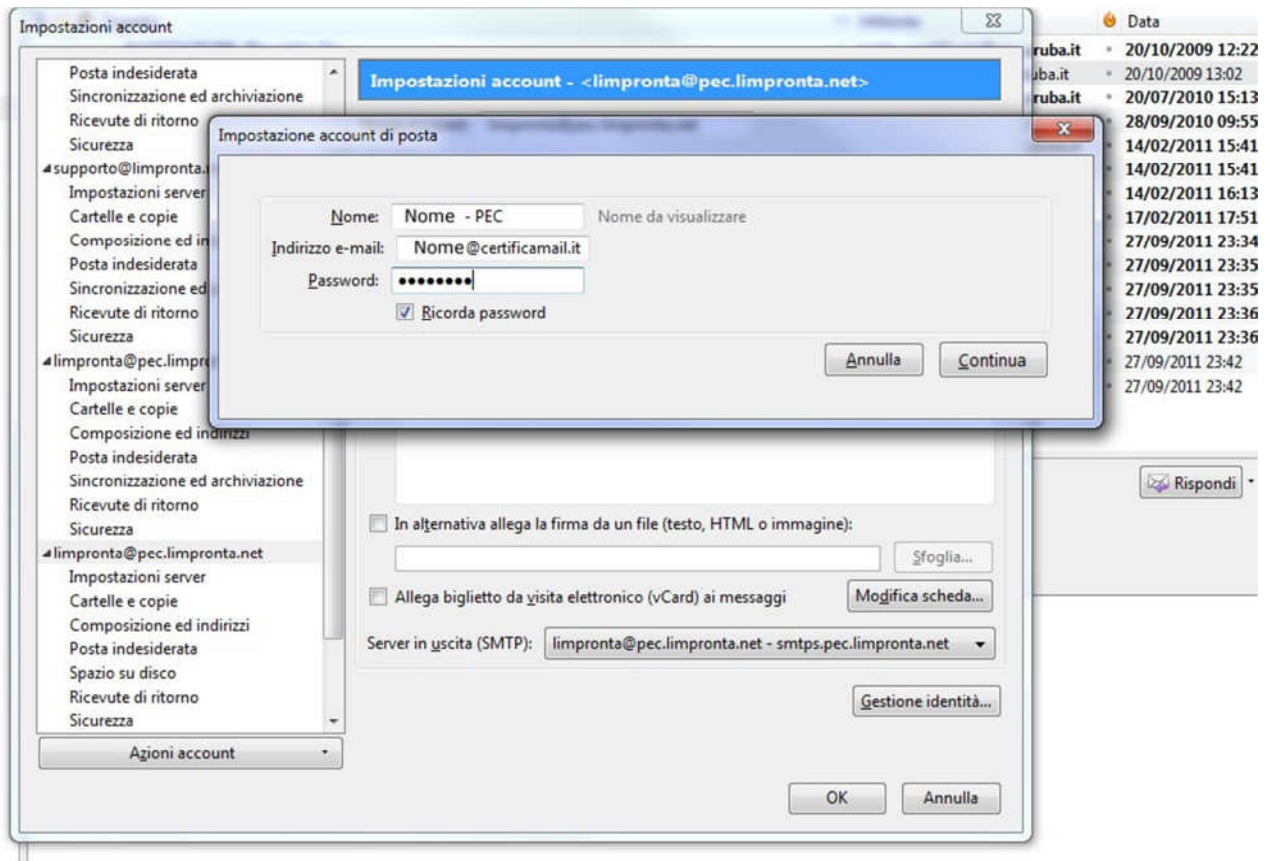 Impostazioni account
Posta indesiderata
Sincronizzazione ed archiviazione
Ricevute di ritorno
Sicurezza
supporto@limpronta.
Impostazioni server
Cartelle e copie
Composizione ed in
Posta indesiderata
Sincronizzazione ed
Ricevute di ritorno
Sicurezza
limpronta@pec.limpr
Impostazioni server
Cartelle e copie
Composizione ed indirizzi
Posta indesiderata
Sincronizzazione ed archiviazione
Ricevute di ritorno
Sicurezza
limpronta@pec.limpronta.net
Impostazioni server
Cartelle e copie
Composizione ed indirizzi
Posta indesiderata
Spazio su disco
Ricevute di ritorno
Sicurezza
Azioni account
Impostazioni account - <limpronta@pec.limpronta.net>
Impostazione account di posta
Nome: Nome - PEC Nome da visualizzare
Indirizzo e-mail: Nome@certificamail.it
Password: ••••••••
Ricorda password
Annulla Continua
In alternativa allega la firma da un file (testo, HTML o immagine):
Sfoglia...
Allega biglietto da visita elettronico (vCard) ai messaggi Modifica scheda...
Server in uscita (SMTP): limpronta@pec.limpronta.net - smtps.pec.limpronta.net
Gestione identità...
OK Annulla
Data
ruba.it 20/10/2009 12:22
uba.it 20/10/2009 13:02
ruba.it 20/07/2010 15:13
28/09/2010 09:55
14/02/2011 15:41
14/02/2011 15:41
14/02/2011 16:13
17/02/2011 17:51
27/09/2011 23:34
27/09/2011 23:35
27/09/2011 23:35
27/09/2011 23:36
27/09/2011 23:36
27/09/2011 23:42
27/09/2011 23:42
Rispondi